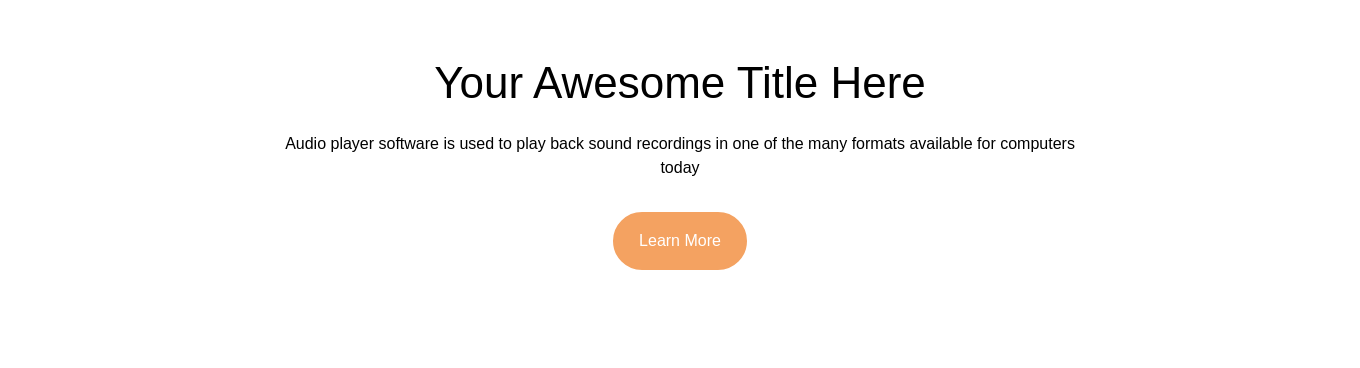 Your Awesome Title Here
Audio player software is used to play back sound recordings in one of the many formats available for computers
today
Learn More